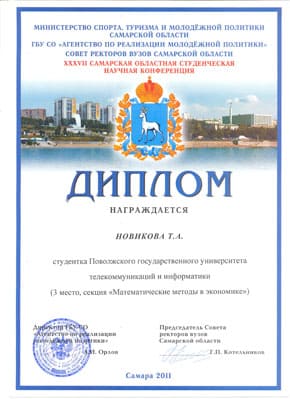 МИНИСТЕРСТВО СПОРТА, ТУРИЗМА И МОЛОДЁЖНОЙ ПОЛИТИКИ
САМАРСКОЙ ОБЛАСТИ
ГБУ СО «АГЕНТСТВО ПО РЕАЛИЗАЦИИ МОЛОДЁЖНОЙ ПОЛИТИКИ»
СОВЕТ РЕКТОРОВ ВУЗОВ САМАРСКОЙ ОБЛАСТИ
XXXVII САМАРСКАЯ ОБЛАСТНАЯ СТУДЕНЧЕСКАЯ
НАУЧНАЯ КОНФЕРЕНЦИЯ
ДИПЛОМ
НАГРАЖДАЕТСЯ
НОВИКОВА Т.А.
студентка Поволжского государственного университета
телекоммуникаций и информатики
(3 место, секция «Математические методы в экономике»)
Директор ГБУ СО
«Агентство по реализации
молодёжной политики»
Орлов
Председатель Совета
ректоров вузов
Самарской области
Г.П. Котельников
Самара 2011